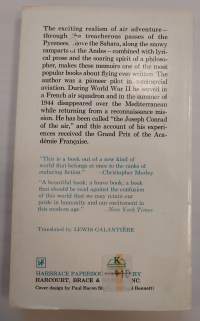 The exciting realism of air adventure—
through the treacherous passes of the
Pyrenees, above the Sahara, along the snowy
ramparts of the Andes—combined with lyri-
cal prose and the soaring spirit of a philoso-
pher, makes these memoirs one of the most
popular books about flying ever written. The
author was a pioneer pilot in commercial
aviation. During World War II he served in
a French air squadron and in the summer of
1944 disappeared over the Mediterranean
while returning from a reconnaissance mis-
sion. He has been called "the Joseph Conrad
of the air," and this account of his experi-
ences received the Grand Prix of the Aca-
démie Française.
"This is a book out of a new kind of
world that belongs at once to the ranks of
enduring fiction." —Christopher Morley
"A beautiful book, a brave book, a book
that should be read against the confusion
of this world that we may retain our
pride in humanity and our excitement in
this modern age." —New York Times
Translated by LEWIS GALANTIÈRE
HARBRACE PAPERBOUND
HARCOURT, BRACE &
Cover design by Paul Bacon